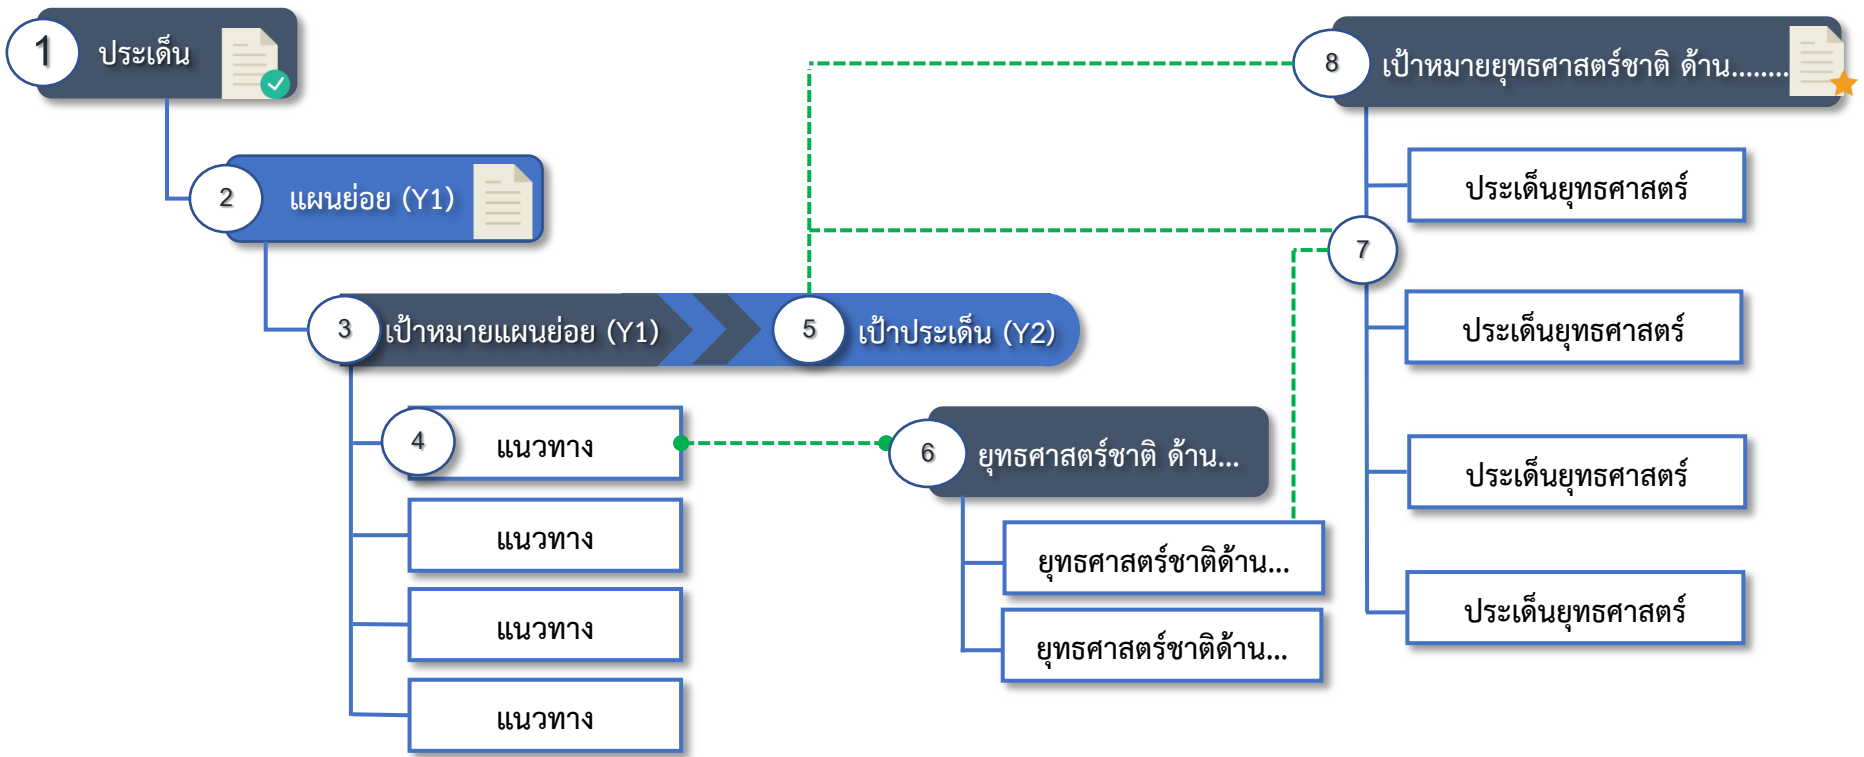 1 ประเด็น
2 แผนย่อย (Y1)
3 เป้าหมายแผนย่อย (Y1)
5 เป้าประเด็น (Y2)
4 แนวทาง
แนวทาง
แนวทาง
แนวทาง
6 ยุทธศาสตร์ชาติ ด้าน...
ยุทธศาสตร์ชาติด้าน...
ยุทธศาสตร์ชาติด้าน...
8 เป้าหมายยุทธศาสตร์ชาติ ด้าน........
ประเด็นยุทธศาสตร์
7
ประเด็นยุทธศาสตร์
ประเด็นยุทธศาสตร์
ประเด็นยุทธศาสตร์